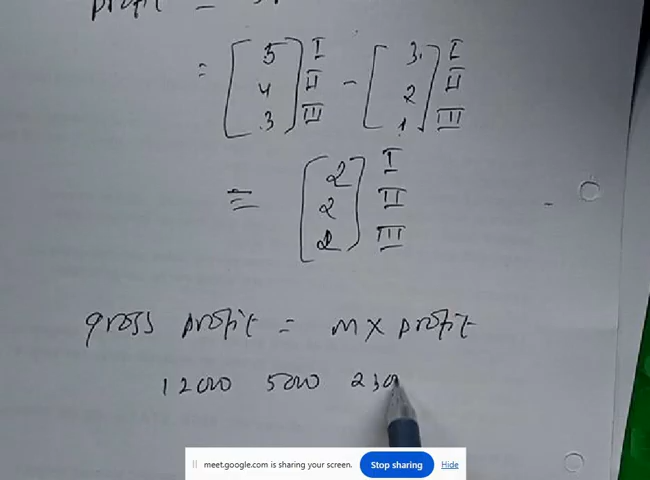 profit =
= [5 4 3] I II III - [3 2 1] I II III
= [2 2 2] I II III
gross profit = M x profit
12000 5000
meet.google.com is sharing your screen. Stop sharing Hide